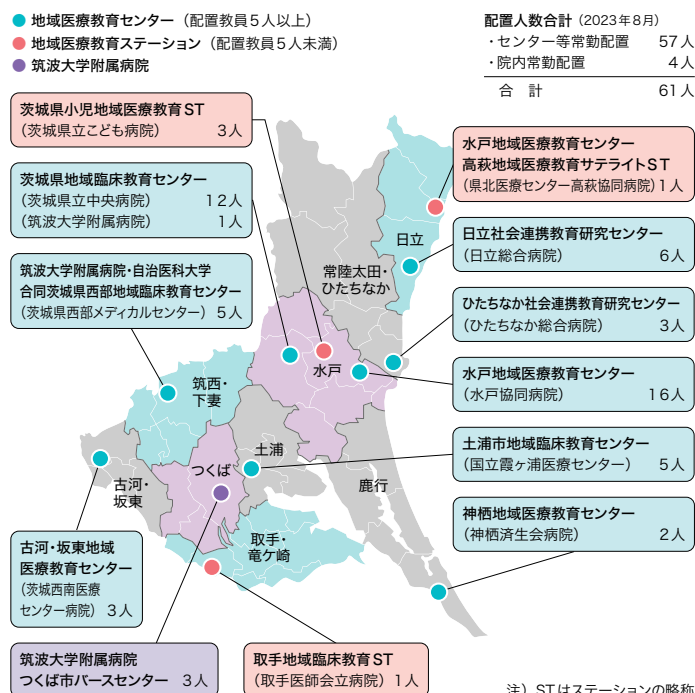 地域医療教育センター（配置教員5人以上）
地域医療教育ステーション（配置教員5人未満）
筑波大学附属病院
配置人数合計（2023年8月）
・センター等常勤配置　57人
・院内常勤配置　4人
合　計　61人
茨城県小児地域医療教育ST
（茨城県立こども病院）　3人
茨城県地域臨床教育センター
（茨城県立中央病院）　12人
（筑波大学附属病院）　1人
筑波大学附属病院・自治医科大学
合同茨城県西部地域臨床教育センター
（茨城県西部メディカルセンター）5人
水戸地域医療教育センター
高萩地域医療教育サテライトST
（県北医療センター高萩協同病院）1人
日立社会連携教育研究センター
（日立総合病院）　6人
ひたちなか社会連携教育研究センター
（ひたちなか総合病院）　3人
水戸地域医療教育センター
（水戸協同病院）　16人
土浦市地域臨床教育センター
（国立霞ヶ浦医療センター）　5人
神栖地域医療教育センター
（神栖済生会病院）　2人
日立
常陸太田・
ひたちなか
水戸
筑西・
下妻
つくば
土浦
古河・
坂東
鹿行
取手・
竜ケ崎
古河・坂東地域
医療教育センター
（茨城西南医療
センター病院）　3人
筑波大学附属病院
つくば市バースセンター　3人
取手地域臨床教育ST
（取手医師会立病院）1人
注）STはステーションの略称